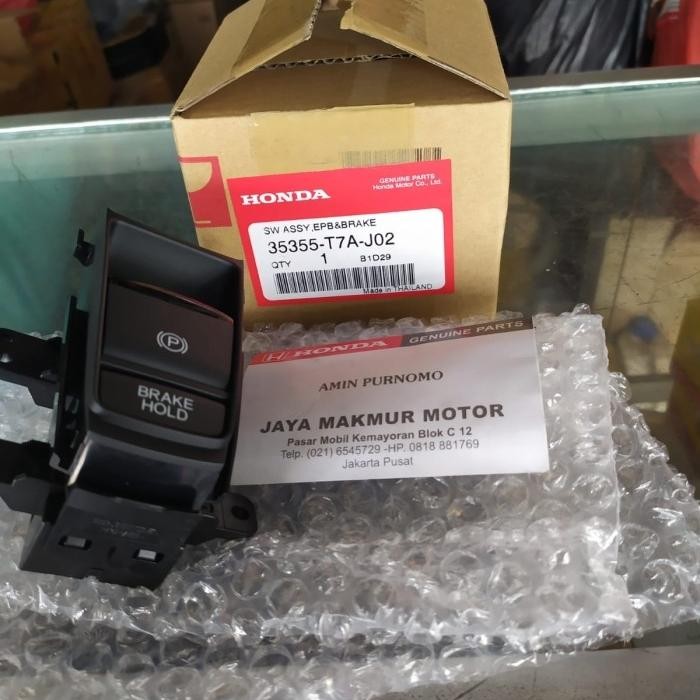 HONDA
GENUINE PARTS
Honda Motor Co., Ltd.
SW ASSY,EPB&BRAKE
35355-T7A-J02
QTY 1 B1D29
Made in THAILAND
P
BRAKE
HOLD
HONDA GENUINE PARTS
AMIN PURNOMO
JAYA MAKMUR MOTOR
Pasar Mobil Kemayoran Blok C 12
Telp. (021) 6545729 -HP. 0818 881769
Jakarta Pusat